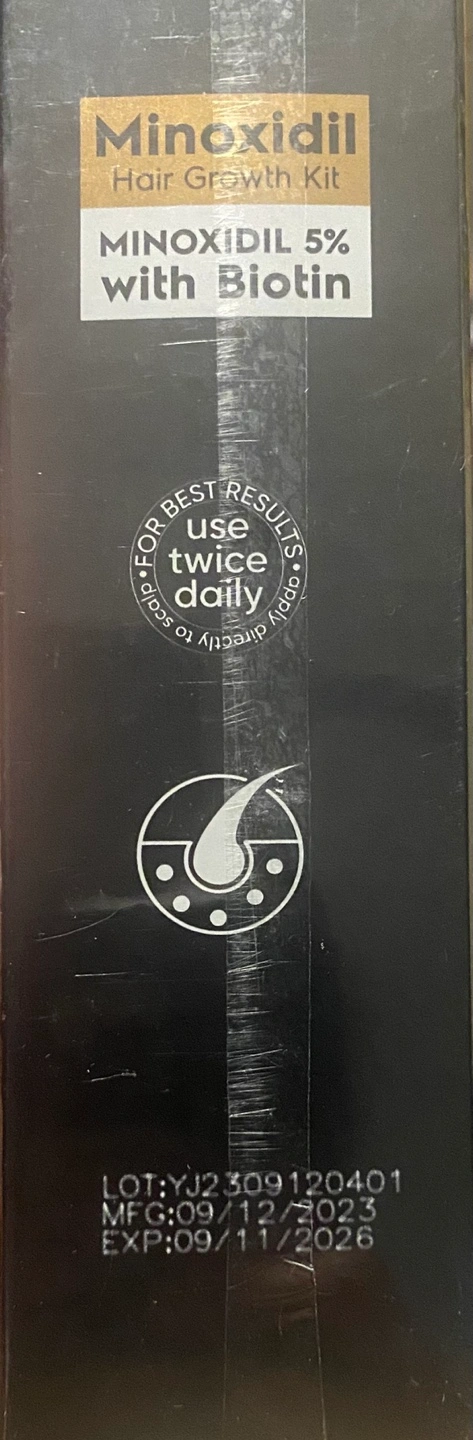 Minoxidil
Hair Growth Kit
MINOXIDIL 5%
with Biotin
•FOR BEST RESULTS•
use
twice
daily
apply directly to scalp
LOT:YJ2309120401
MFG:09/12/2023
EXP:09/11/2026